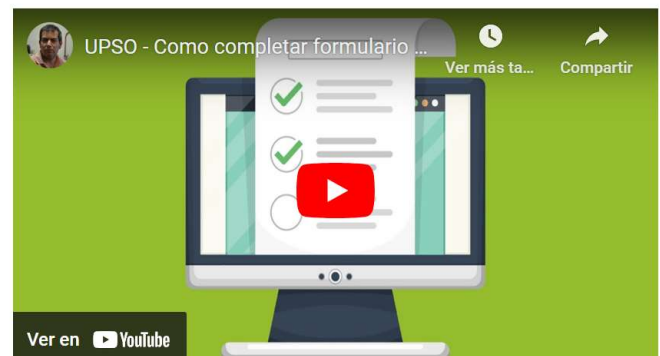 UPSO - Como completar formulario ...
Ver más ta...
Compartir
Ver en YouTube